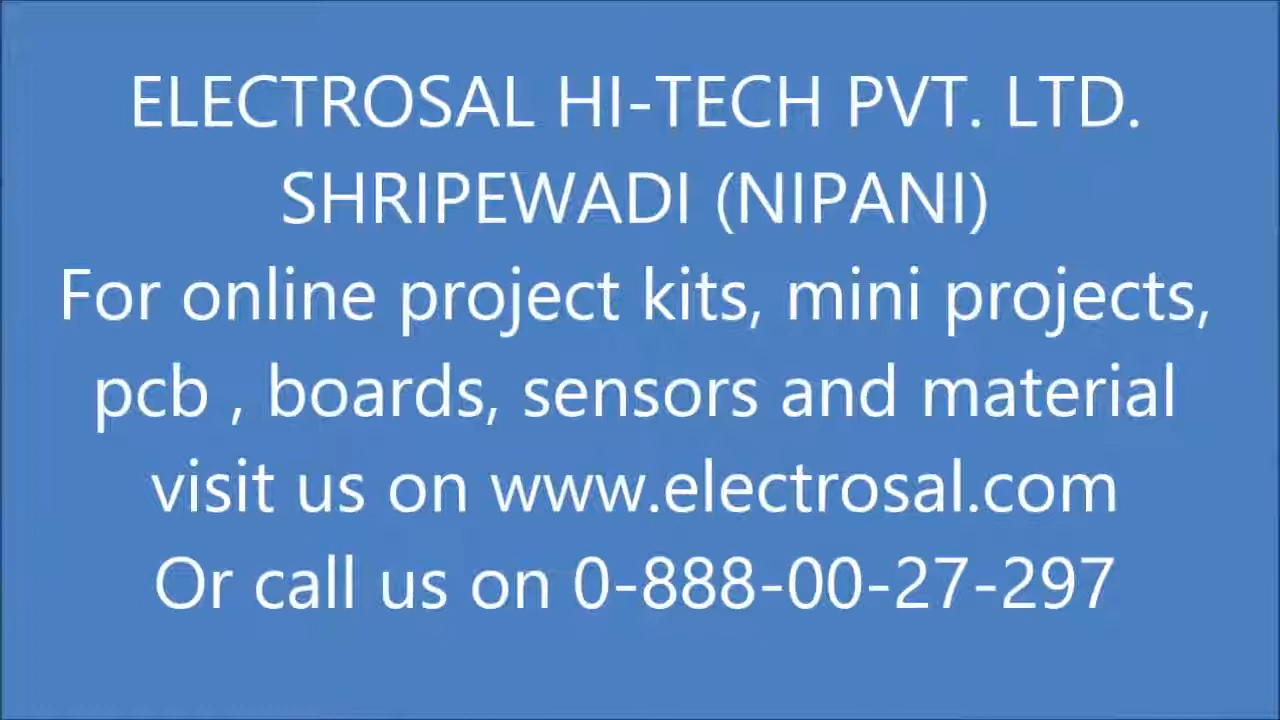 ELECTROSAL HI-TECH PVT. LTD.
SHRIPEWADI (NIPANI)
For online project kits, mini projects,
pcb , boards, sensors and material
visit us on www.electrosal.com
Or call us on 0-888-00-27-297